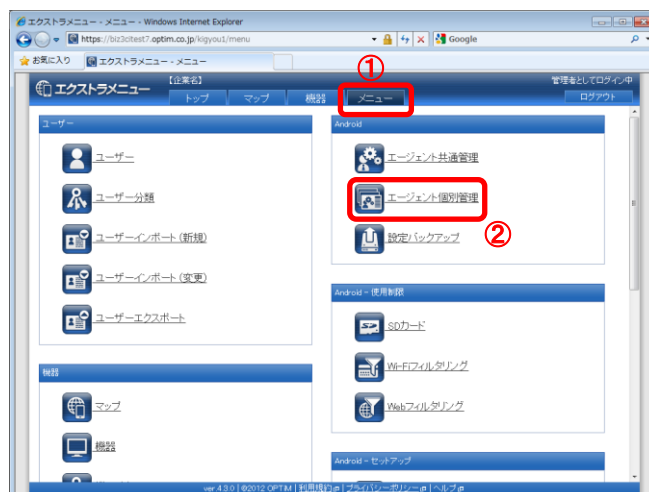 エクストラメニュー - メニュー - Windows Internet Explorer
https://biz3citest7.optim.co.jp/kigyou1/menu
Google
お気に入り
エクストラメニュー - メニュー
①
エクストラメニュー
【企業名】
管理者としてログイン中
トップ
マップ
機器
メニュー
ログアウト
ユーザー
ユーザー
ユーザー分類
ユーザーインポート(新規)
ユーザーインポート(変更)
ユーザーエクスポート
機器
マップ
機器
Android
エージェント共通管理
エージェント個別管理
設定バックアップ
②
Android - 使用制限
SDカード
Wi-Fiフィルタリング
Webフィルタリング
Android - セットアップ
ver.4.3.0 | ©2012 OPTiM | 利用規約 | プライバシーポリシー | ヘルプ